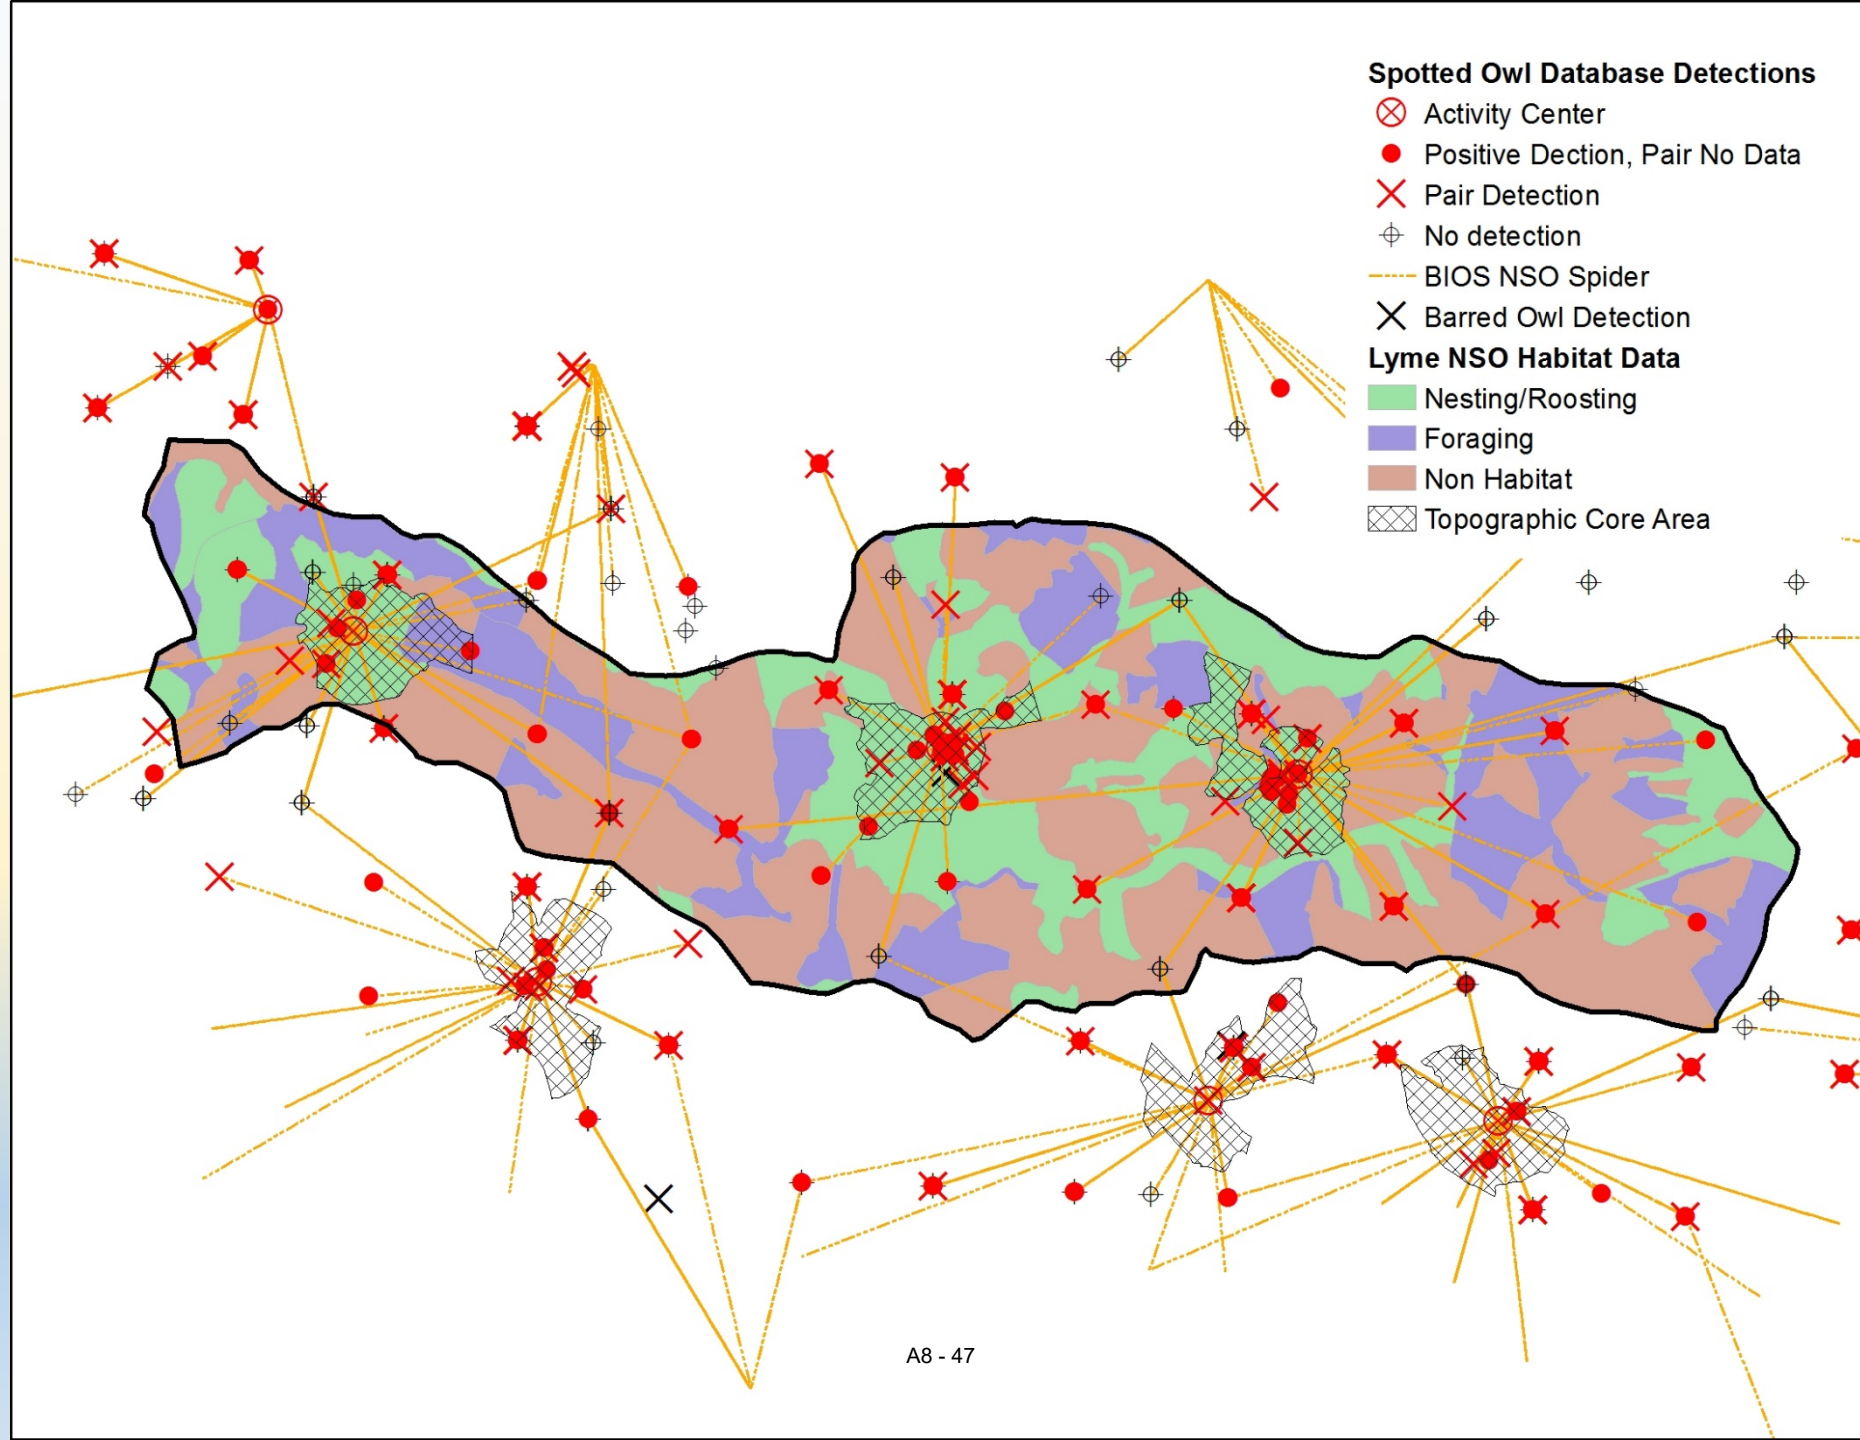 Spotted Owl Database Detections
Activity Center
Positive Dection, Pair No Data
Pair Detection
No detection
BIOS NSO Spider
Barred Owl Detection
Lyme NSO Habitat Data
Nesting/Roosting
Foraging
Non Habitat
Topographic Core Area
A8 - 47